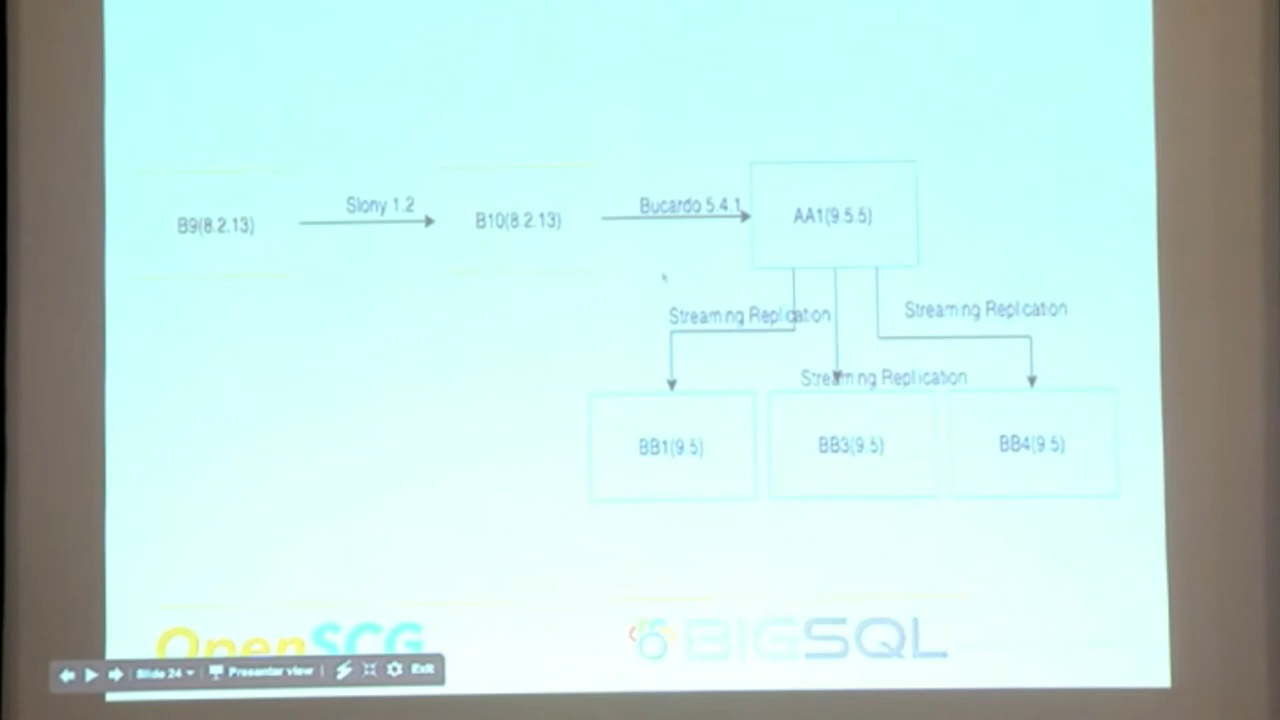 Slony 1.2
Bucardo 5.4.1
B9(8.2.13)
B10(8.2.13)
AA1(9.5.5)
Streaming Replication
Streaming Replication
Streaming Replication
BB1(9.5)
BB3(9.5)
BB4(9.5)
OpenSCG
BIGSQL
Slide 24
Presenter view
Exit